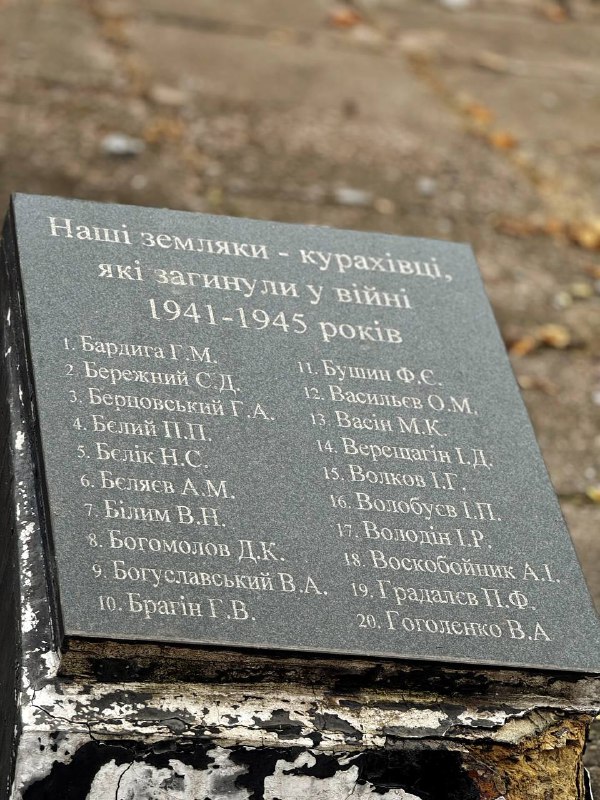 Наші земляки - курахівці,
які загинули у війні
1941-1945 років
1. Бардига Г.М.
2. Бережний С.Д.
3. Берцовський Г.А.
4. Бєлий П.П.
5. Бєлік Н.С.
6. Бєляєв А.М.
7. Білим В.Н.
8. Богомолов Д.К.
9. Богуславський В.А.
10. Брагін Г.В.
11. Бушин Ф.Є.
12. Васильєв О.М.
13. Васін М.К.
14. Верещагін І.Д.
15. Волков І.Г.
16. Волобуєв І.П.
17. Володін І.Р.
18. Воскобойник А.І.
19. Градалєв П.Ф.
20. Гоголенко В.А